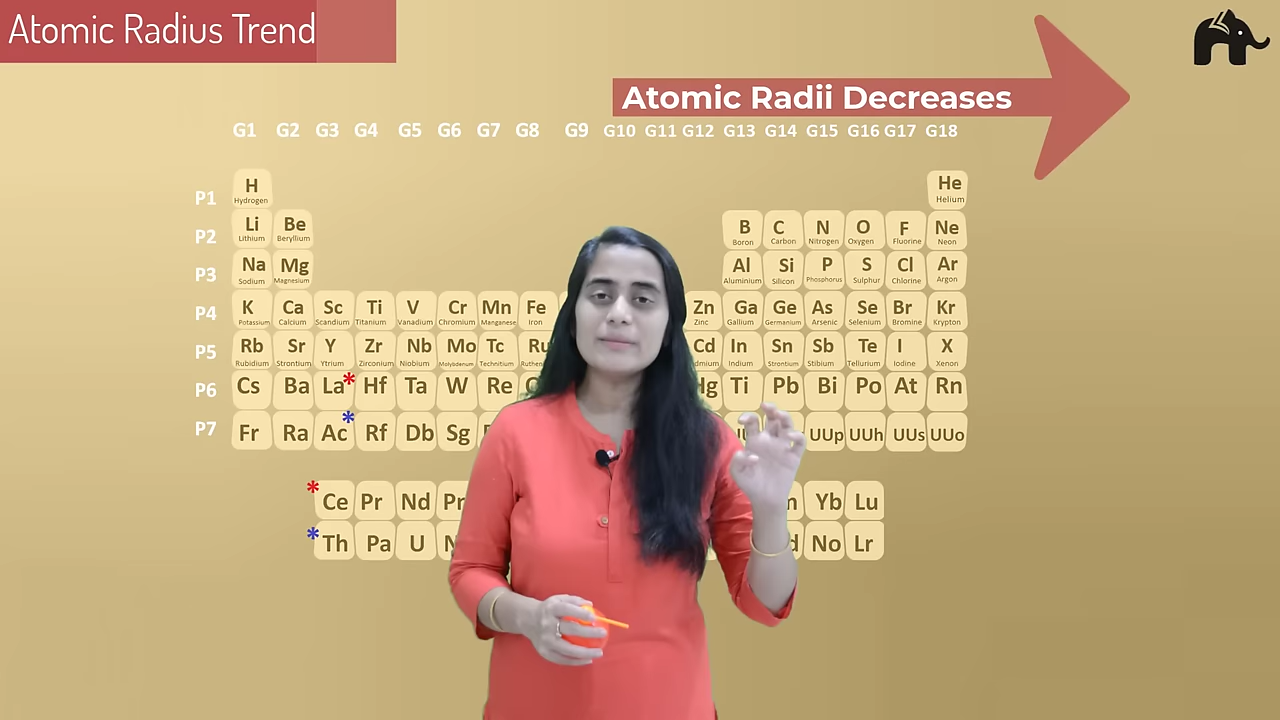 Atomic Radius Trend
Atomic Radii Decreases
G1 G2 G3 G4 G5 G6 G7 G8 G9 G10 G11 G12 G13 G14 G15 G16 G17 G18
P1 H He
Hydrogen Helium
P2 Li Be B C N O F Ne
Lithium Beryllium Boron Carbon Nitrogen Oxygen Fluorine Neon
P3 Na Mg Al Si P S Cl Ar
Sodium Magnesium Aluminium Silicon Phosphorus Sulphur Chlorine Argon
P4 K Ca Sc Ti V Cr Mn Fe Zn Ga Ge As Se Br Kr
Potassium Calcium Scandium Titanium Vanadium Chromium Manganese Iron Zinc Gallium Germanium Arsenic Selenium Bromine Krypton
P5 Rb Sr Y Zr Nb Mo Tc Ru Cd In Sn Sb Te I X
Rubidium Strontium Ytrium Zirconium Niobium Molybdenum Technitium Indium Strontium Stibium Tellurium Iodine Xenon
P6 Cs Ba La* Hf Ta W Re Ti Pb Bi Po At Rn
P7 Fr Ra Ac* Rf Db Sg UUp UUh UUs UUo
* Ce Pr Nd Yb Lu
* Th Pa U No Lr